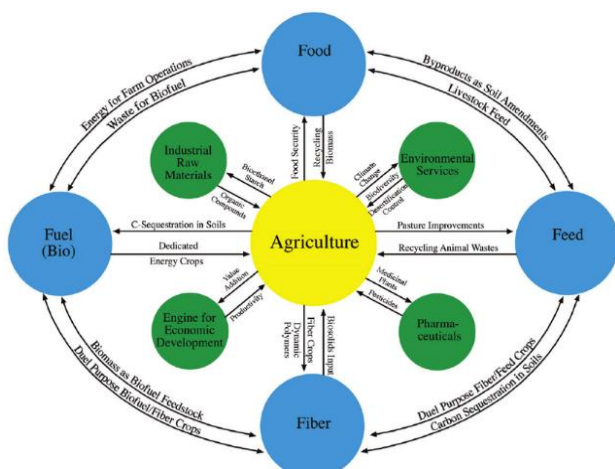 Food
Energy for Farm Operations
Waste for Biofuel
Byproducts as Soil Amendments
Livestock Feed
Industrial
Raw
Materials
Bioethanol
Starch
Organic
Compounds
Food Security
Recycling
Biomass
Climate
Change
Biodiversity
Desertification
Control
Environmental
Services
Fuel
(Bio)
C-Sequestration in Soils
Dedicated
Energy Crops
Agriculture
Pasture Improvements
Recycling Animal Wastes
Feed
Engine for
Economic
Development
Value
Addition
Productivity
Fiber Crops
Dynamic
Polymers
Biosolids Input
Medicinal
Plants
Pesticides
Pharma-
ceuticals
Biomass as Biofuel Feedstock
Duel Purpose Biofuel/Fiber Crops
Duel Purpose Fiber/Feed Crops
Carbon Sequestration in Soils
Fiber